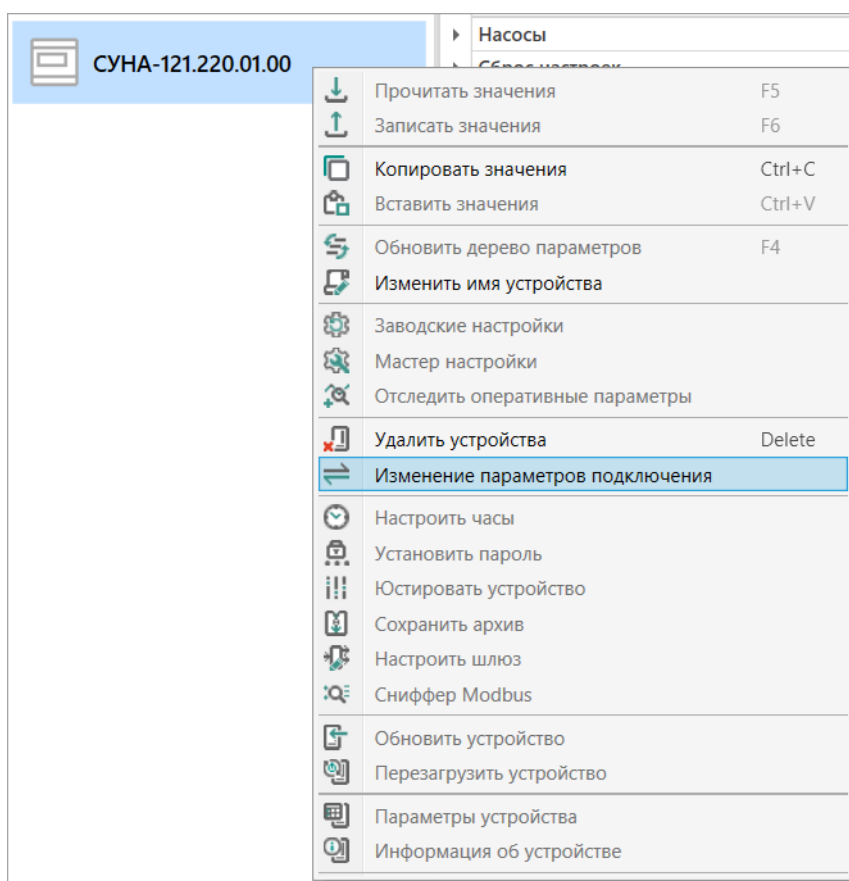 Насосы
СУНА-121.220.01.00
Сброс настроек
Прочитать значения F5
Записать значения F6
Копировать значения Ctrl+C
Вставить значения Ctrl+V
Обновить дерево параметров F4
Изменить имя устройства
Заводские настройки
Мастер настройки
Отследить оперативные параметры
Удалить устройства Delete
Изменение параметров подключения
Настроить часы
Установить пароль
Юстировать устройство
Сохранить архив
Настроить шлюз
Сниффер Modbus
Обновить устройство
Перезагрузить устройство
Параметры устройства
Информация об устройстве